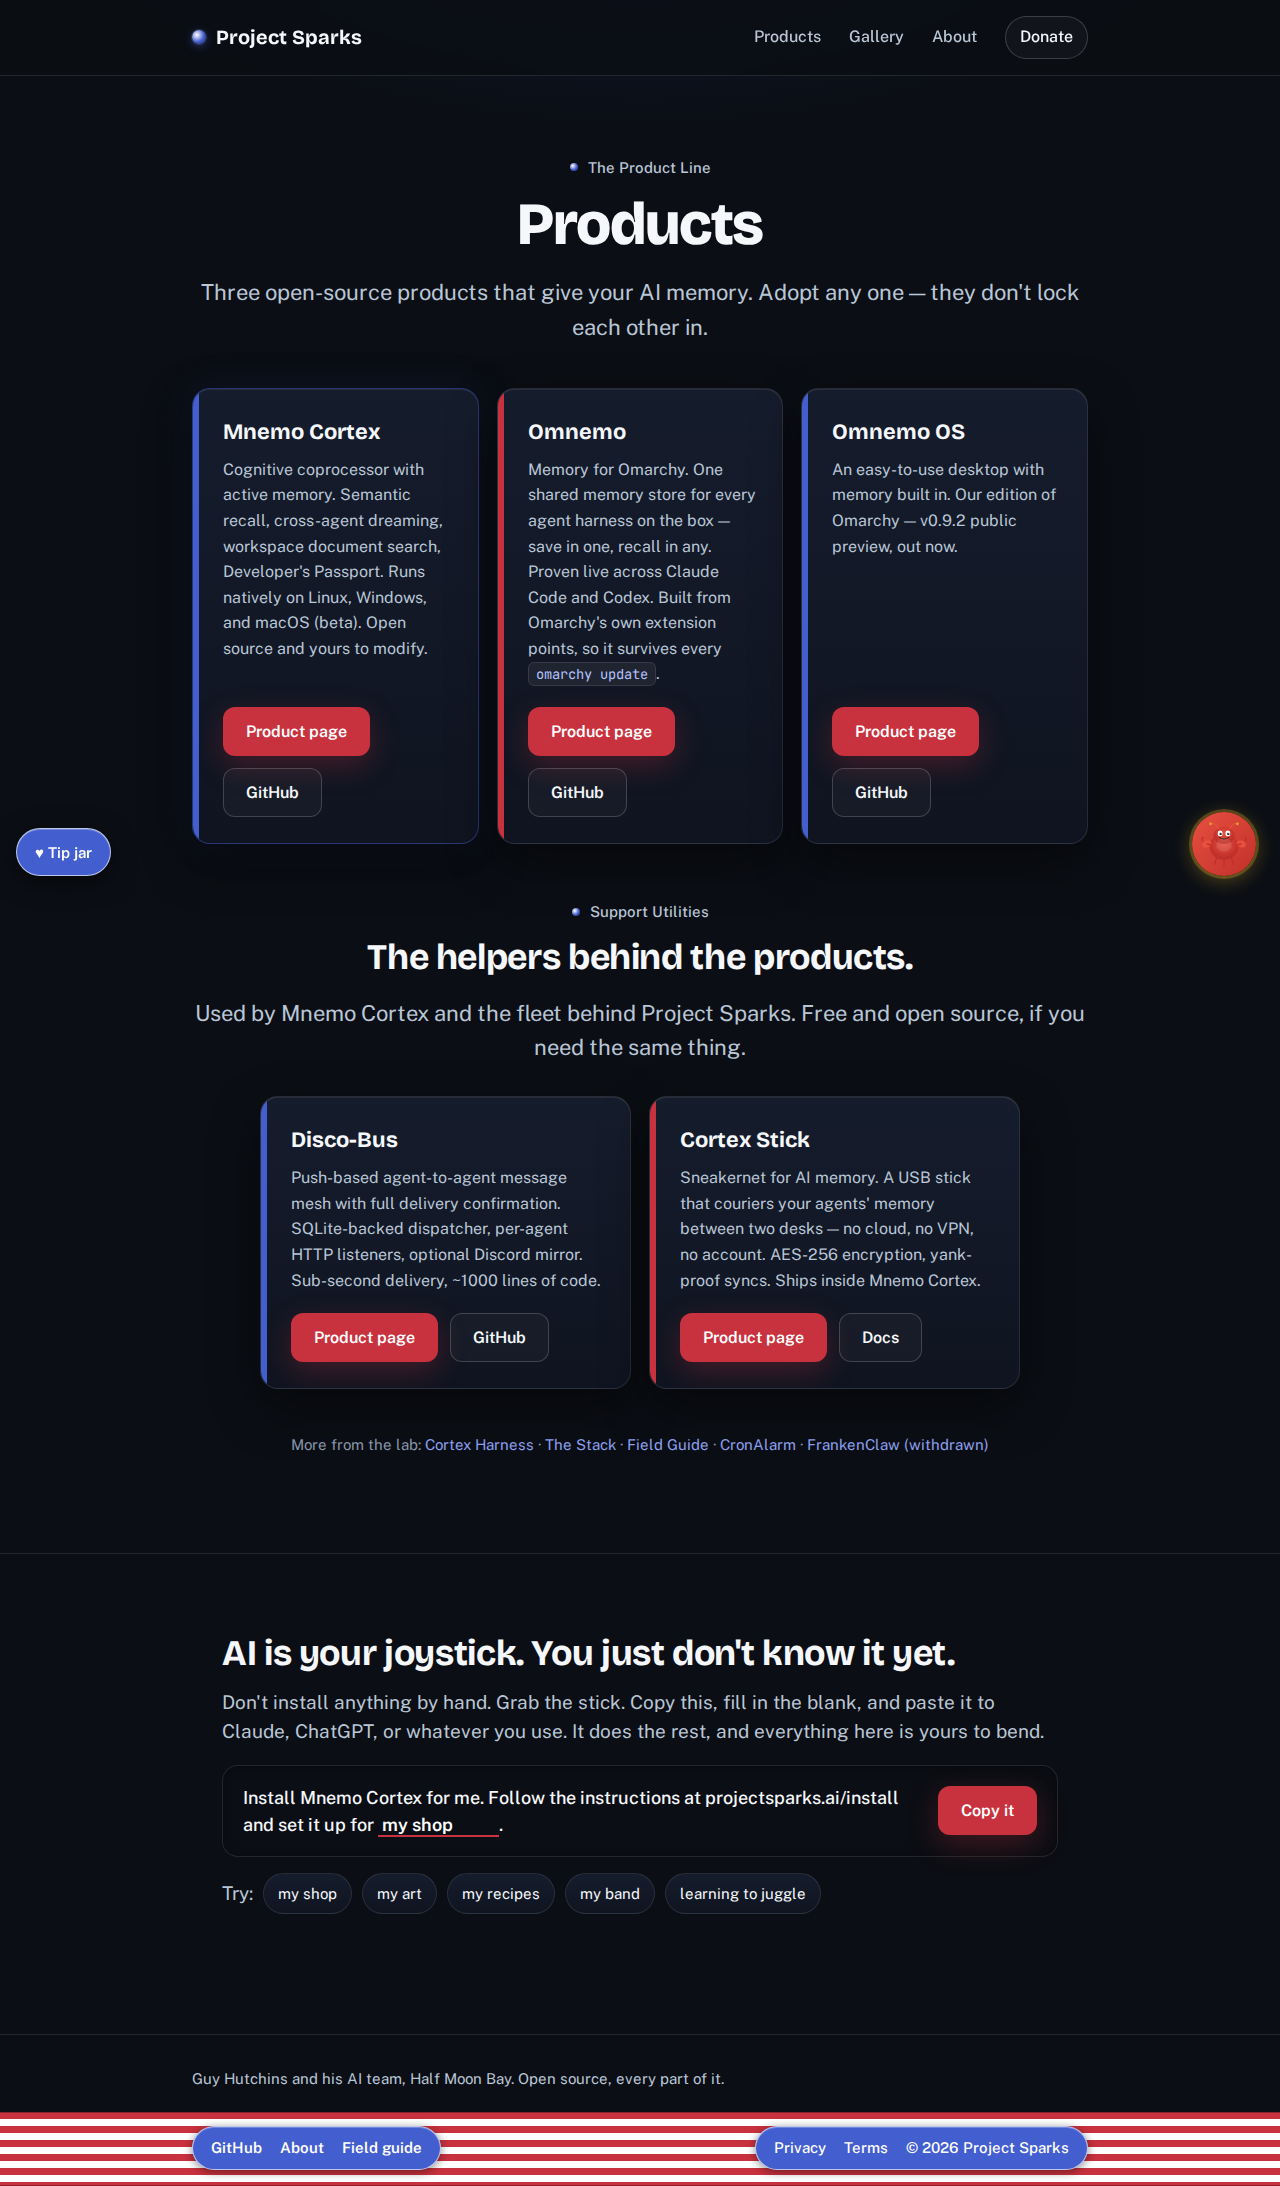 Project Sparks
Products
Gallery
About
Donate
The Product Line
Products
Three open-source products that give your AI memory. Adopt any one — they don't lock
each other in.
Mnemo Cortex
Cognitive coprocessor with
active memory. Semantic
recall, cross-agent dreaming,
workspace document search,
Developer's Passport. Runs
natively on Linux, Windows,
and macOS (beta). Open
source and yours to modify.
Product page
GitHub
Omnemo
Memory for Omarchy. One
shared memory store for every
agent harness on the box —
save in one, recall in any.
Proven live across Claude
Code and Codex. Built from
Omarchy's own extension
points, so it survives every
omarchy update.
Product page
GitHub
Omnemo OS
An easy-to-use desktop with
memory built in. Our edition of
Omarchy — v0.9.2 public
preview, out now.
Product page
GitHub
♥ Tip jar
Support Utilities
The helpers behind the products.
Used by Mnemo Cortex and the fleet behind Project Sparks. Free and open source, if you
need the same thing.
Disco-Bus
Push-based agent-to-agent message
mesh with full delivery confirmation.
SQLite-backed dispatcher, per-agent
HTTP listeners, optional Discord mirror.
Sub-second delivery, ~1000 lines of code.
Product page
GitHub
Cortex Stick
Sneakernet for AI memory. A USB stick
that couriers your agents' memory
between two desks — no cloud, no VPN,
no account. AES-256 encryption, yank-
proof syncs. Ships inside Mnemo Cortex.
Product page
Docs
More from the lab: Cortex Harness · The Stack · Field Guide · CronAlarm · FrankenClaw (withdrawn)
AI is your joystick. You just don't know it yet.
Don't install anything by hand. Grab the stick. Copy this, fill in the blank, and paste it to
Claude, ChatGPT, or whatever you use. It does the rest, and everything here is yours to bend.
Install Mnemo Cortex for me. Follow the instructions at projectsparks.ai/install
and set it up for my shop.
Copy it
Try:
my shop
my art
my recipes
my band
learning to juggle
Guy Hutchins and his AI team, Half Moon Bay. Open source, every part of it.
GitHub
About
Field guide
Privacy
Terms
© 2026 Project Sparks